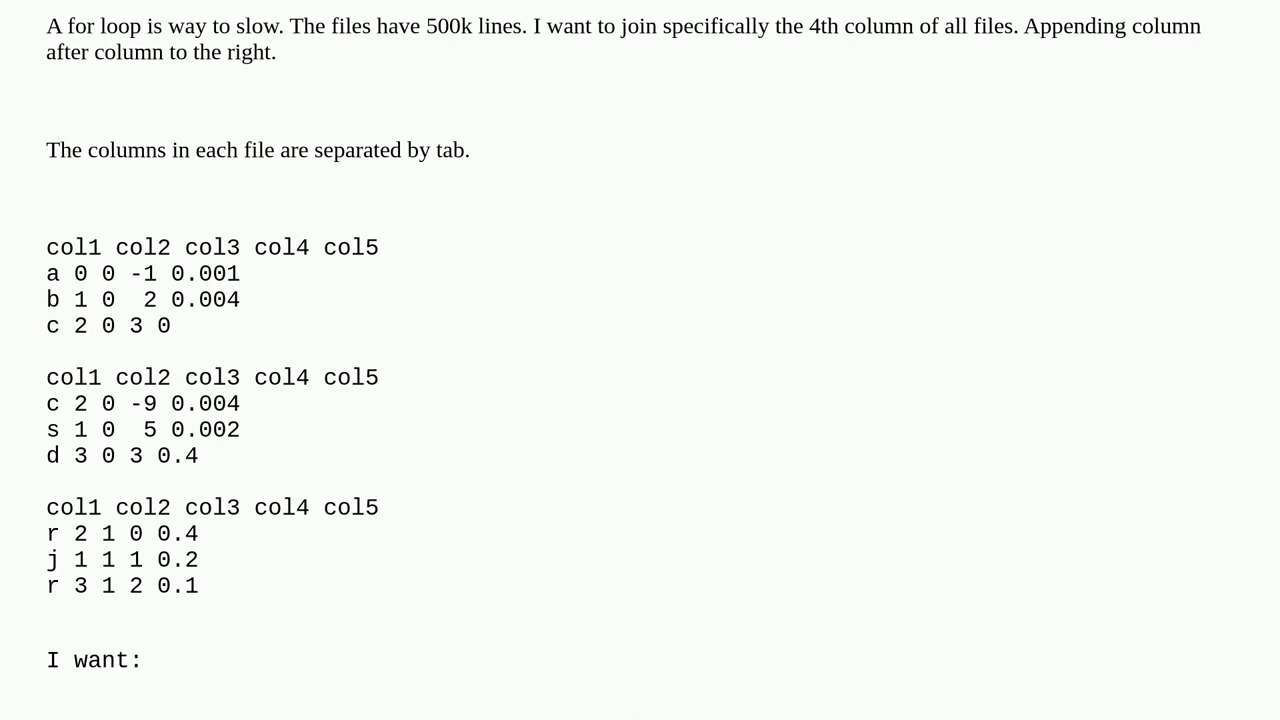 A for loop is way to slow. The files have 500k lines. I want to join specifically the 4th column of all files. Appending column
after column to the right.
The columns in each file are separated by tab.
col1 col2 col3 col4 col5
a 0 0 -1 0.001
b 1 0  2 0.004
c 2 0 3 0
col1 col2 col3 col4 col5
c 2 0 -9 0.004
s 1 0  5 0.002
d 3 0 3 0.4
col1 col2 col3 col4 col5
r 2 1 0 0.4
j 1 1 1 0.2
r 3 1 2 0.1
I want: